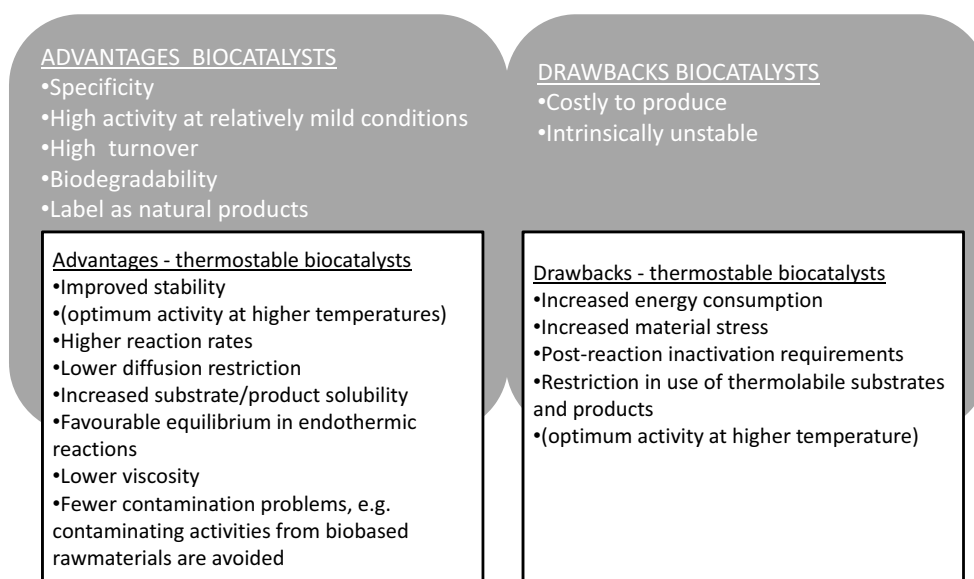 ADVANTAGES BIOCATALYSTS
•Specificity
•High activity at relatively mild conditions
•High turnover
•Biodegradability
•Label as natural products
Advantages - thermostable biocatalysts
•Improved stability
•(optimum activity at higher temperatures)
•Higher reaction rates
•Lower diffusion restriction
•Increased substrate/product solubility
•Favourable equilibrium in endothermic
reactions
•Lower viscosity
•Fewer contamination problems, e.g.
contaminating activities from biobased
rawmaterials are avoided
DRAWBACKS BIOCATALYSTS
•Costly to produce
•Intrinsically unstable
Drawbacks - thermostable biocatalysts
•Increased energy consumption
•Increased material stress
•Post-reaction inactivation requirements
•Restriction in use of thermolabile substrates
and products
•(optimum activity at higher temperature)